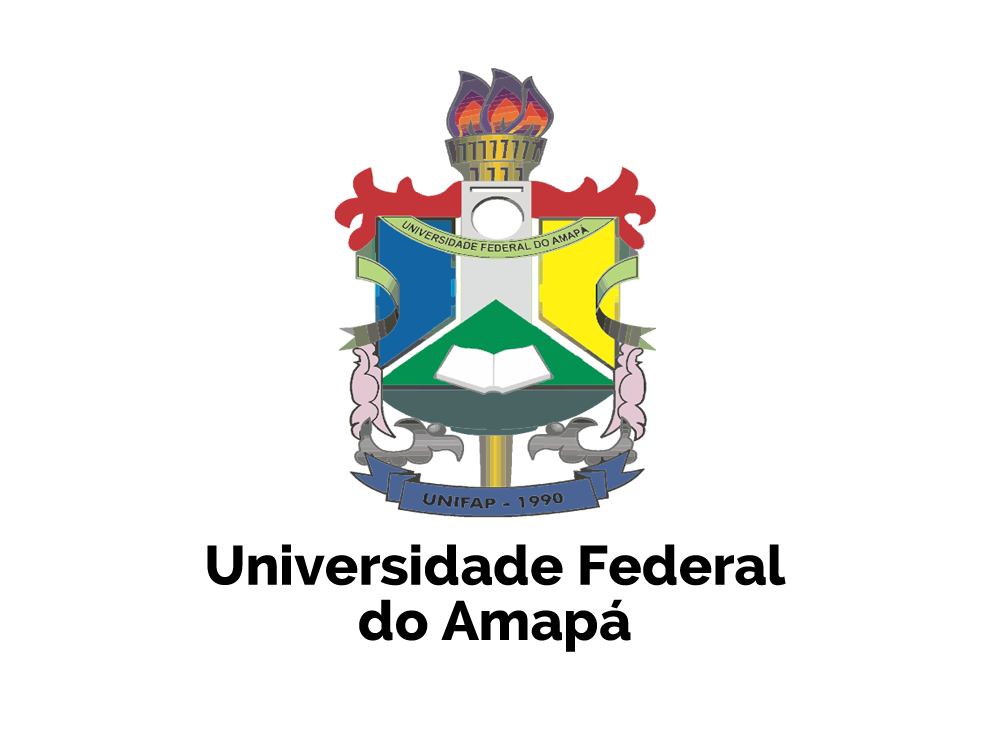 UNIVERSIDADE FEDERAL DO AMAPÁ
UNIFAP - 1990
Universidade Federal
do Amapá